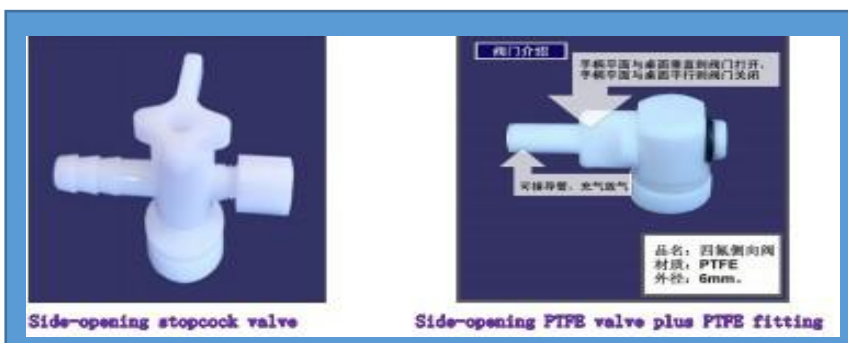 阀门介绍
手柄平面与桌面垂直则阀门打开,
手柄平面与桌面平行则阀门关闭
可接导管, 充气放气
品名: 四氟侧向阀
材质: PTFE
外径: 6mm.
Side-opening stopcock valve
Side-opening PTFE valve plus PTFE fitting